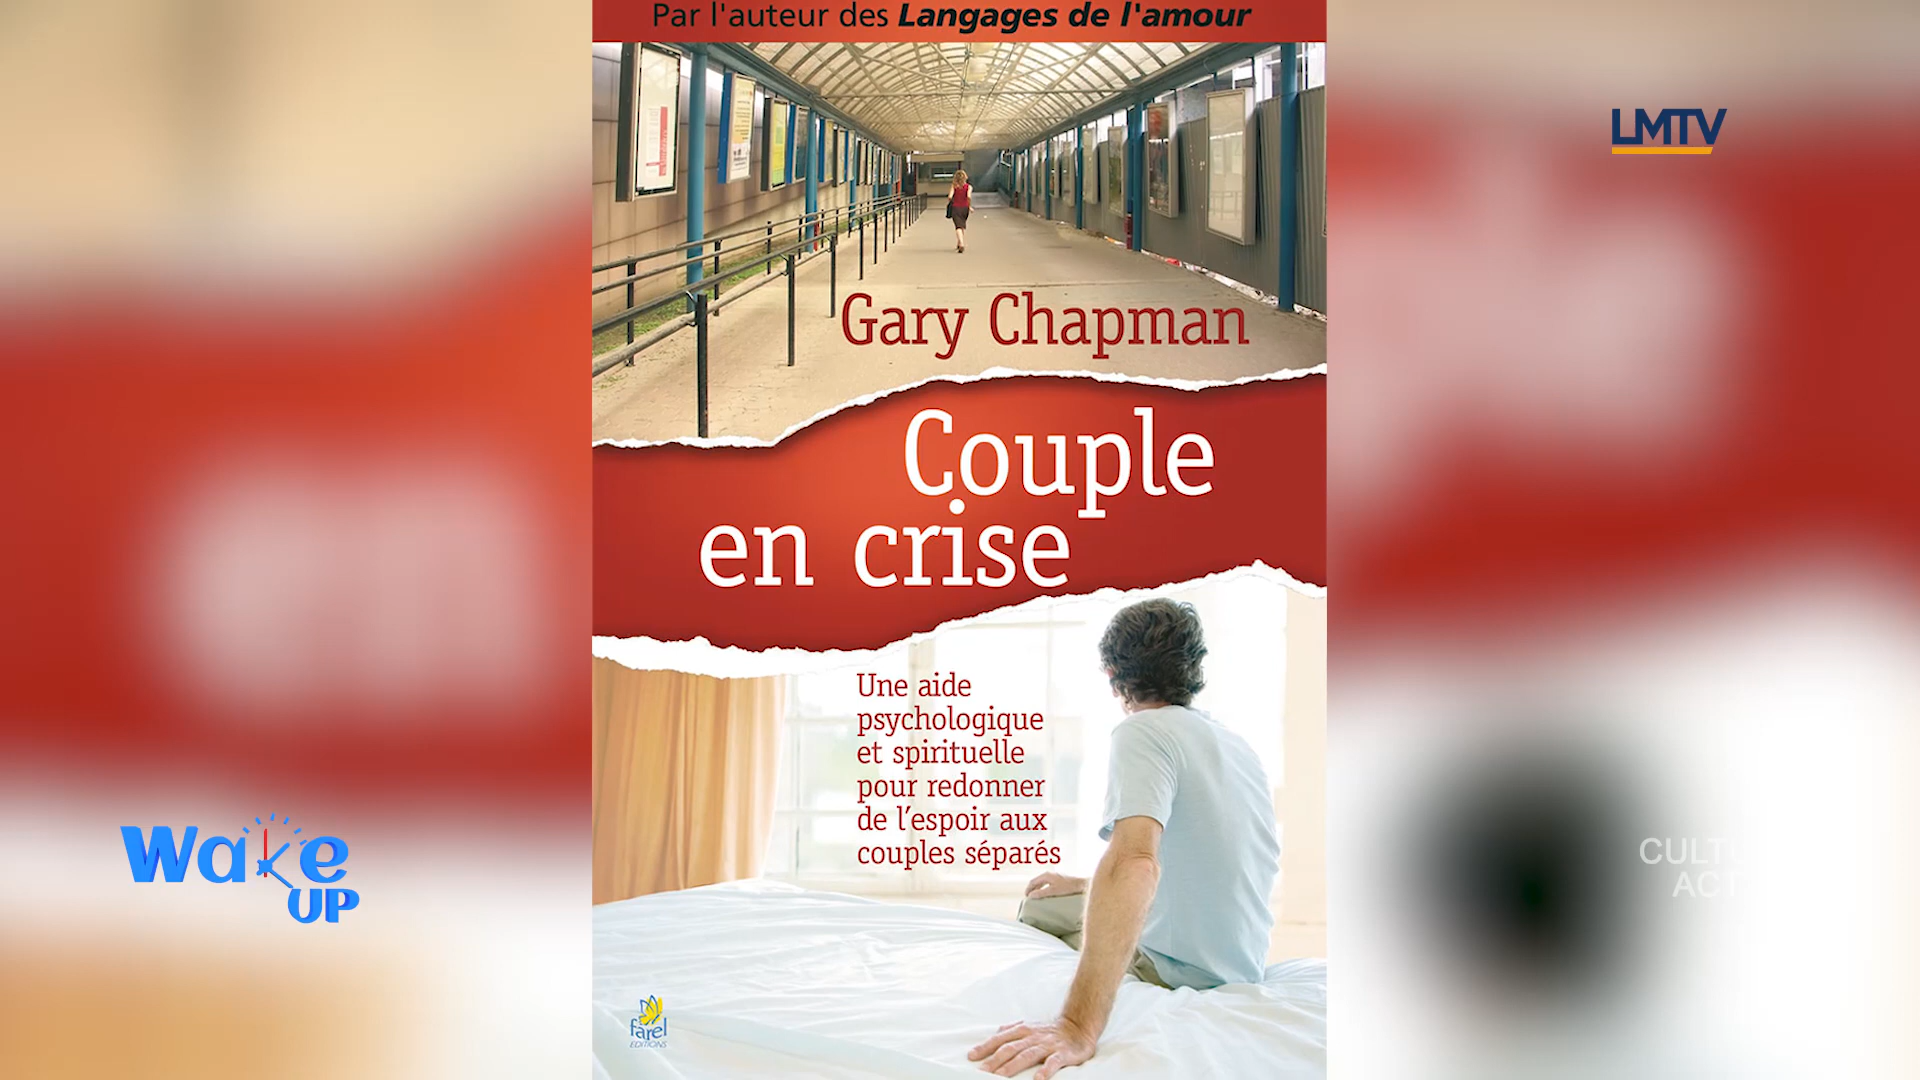 Par l'auteur des Langages de l'amour
LMTV
Gary Chapman
Couple
en crise
Une aide
psychologique
et spirituelle
pour redonner
de l'espoir aux
couples séparés
Wake
UP
farel
EDITIONS